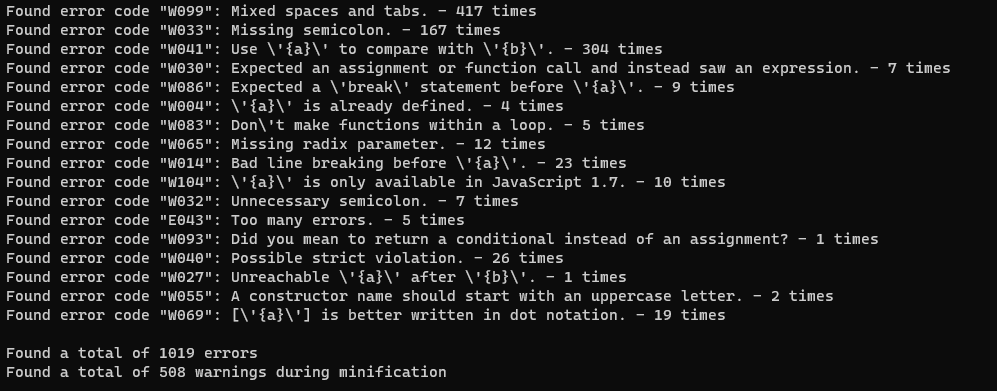 Found error code "W099": Mixed spaces and tabs. – 417 times
Found error code "W033": Missing semicolon. – 167 times
Found error code "W041": Use \'{a}\' to compare with \'{b}\'. – 304 times
Found error code "W030": Expected an assignment or function call and instead saw an expression. – 7 times
Found error code "W086": Expected a \'break\' statement before \'{a}\'. – 9 times
Found error code "W004": \'{a}\' is already defined. – 4 times
Found error code "W083": Don\'t make functions within a loop. – 5 times
Found error code "W065": Missing radix parameter. – 12 times
Found error code "W014": Bad line breaking before \'{a}\'. – 23 times
Found error code "W104": \'{a}\' is only available in JavaScript 1.7. – 10 times
Found error code "W032": Unnecessary semicolon. – 7 times
Found error code "E043": Too many errors. – 5 times
Found error code "W093": Did you mean to return a conditional instead of an assignment? – 1 times
Found error code "W040": Possible strict violation. – 26 times
Found error code "W027": Unreachable \'{a}\' after \'{b}\'. – 1 times
Found error code "W055": A constructor name should start with an uppercase letter. – 2 times
Found error code "W069": [\'{a}\'] is better written in dot notation. – 19 times
Found a total of 1019 errors
Found a total of 508 warnings during minification